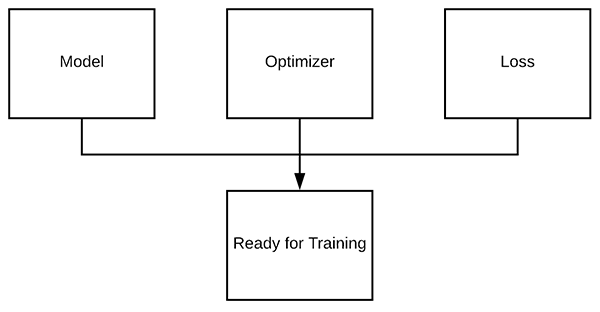 Model
Optimizer
Loss
Ready for Training